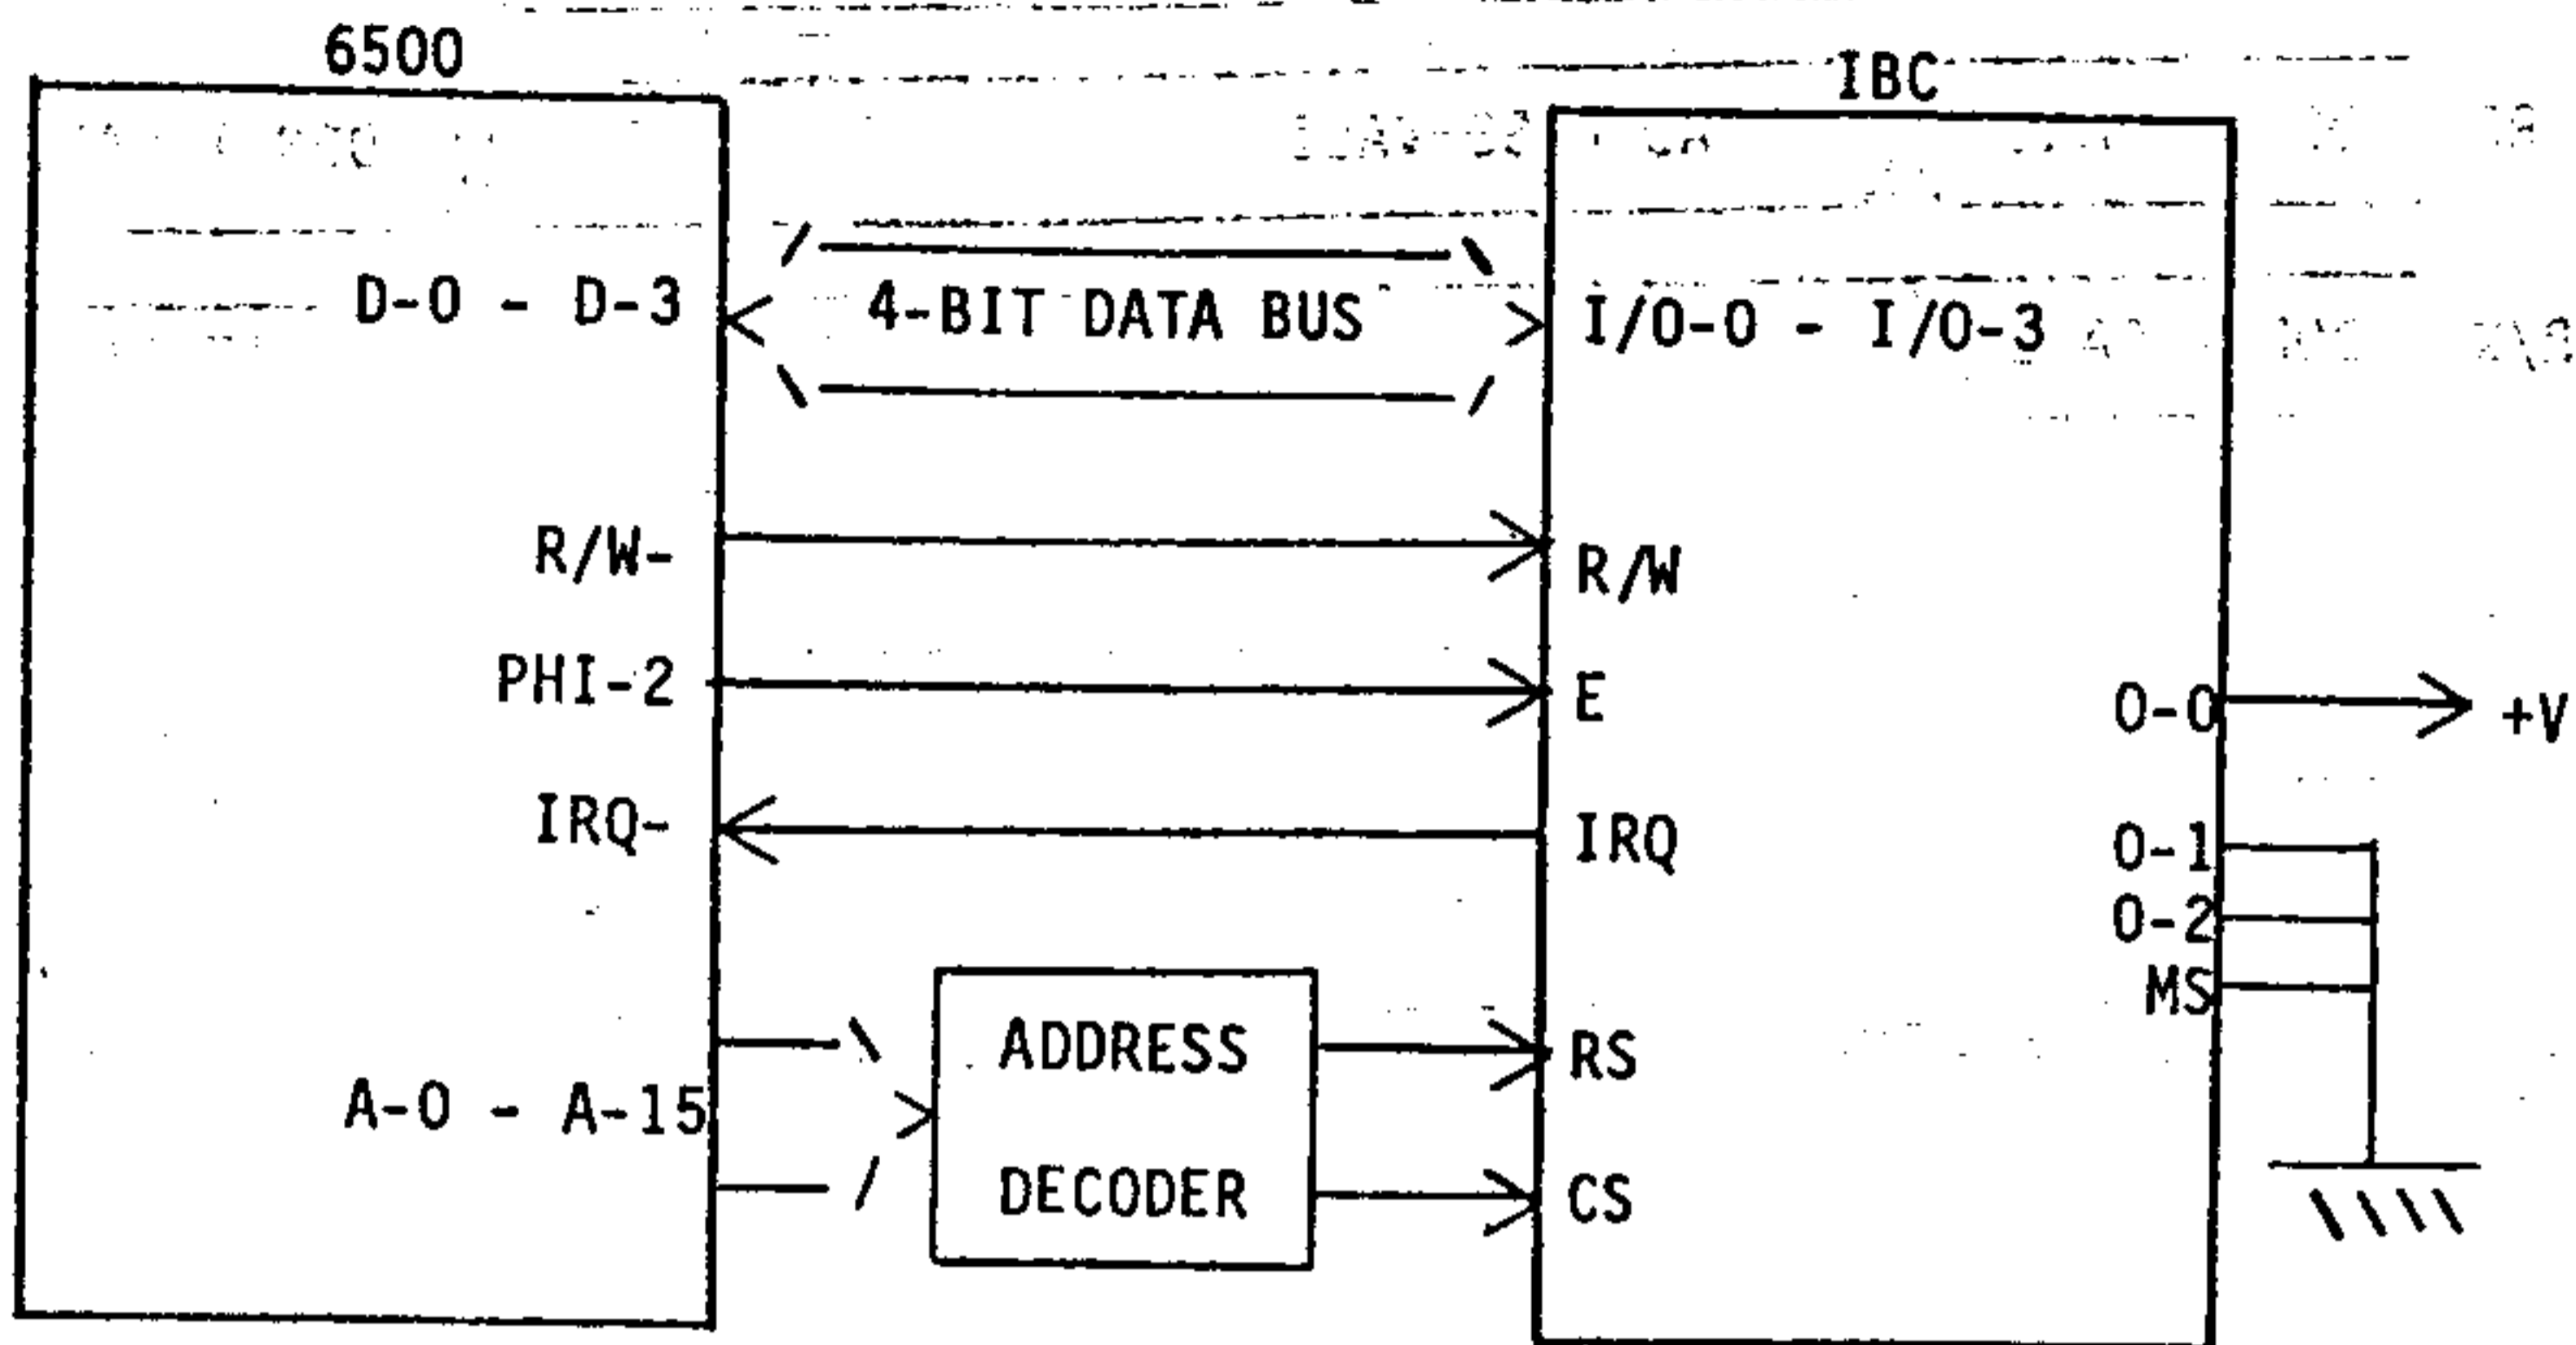 6500
IBC
D-0 - D-3
4-BIT DATA BUS
I/O-0 - I/O-3
R/W-
R/W
PHI-2
E
O-0
+V
IRQ-
IRQ
O-1
O-2
MS
A-0 - A-15
ADDRESS
DECODER
RS
CS